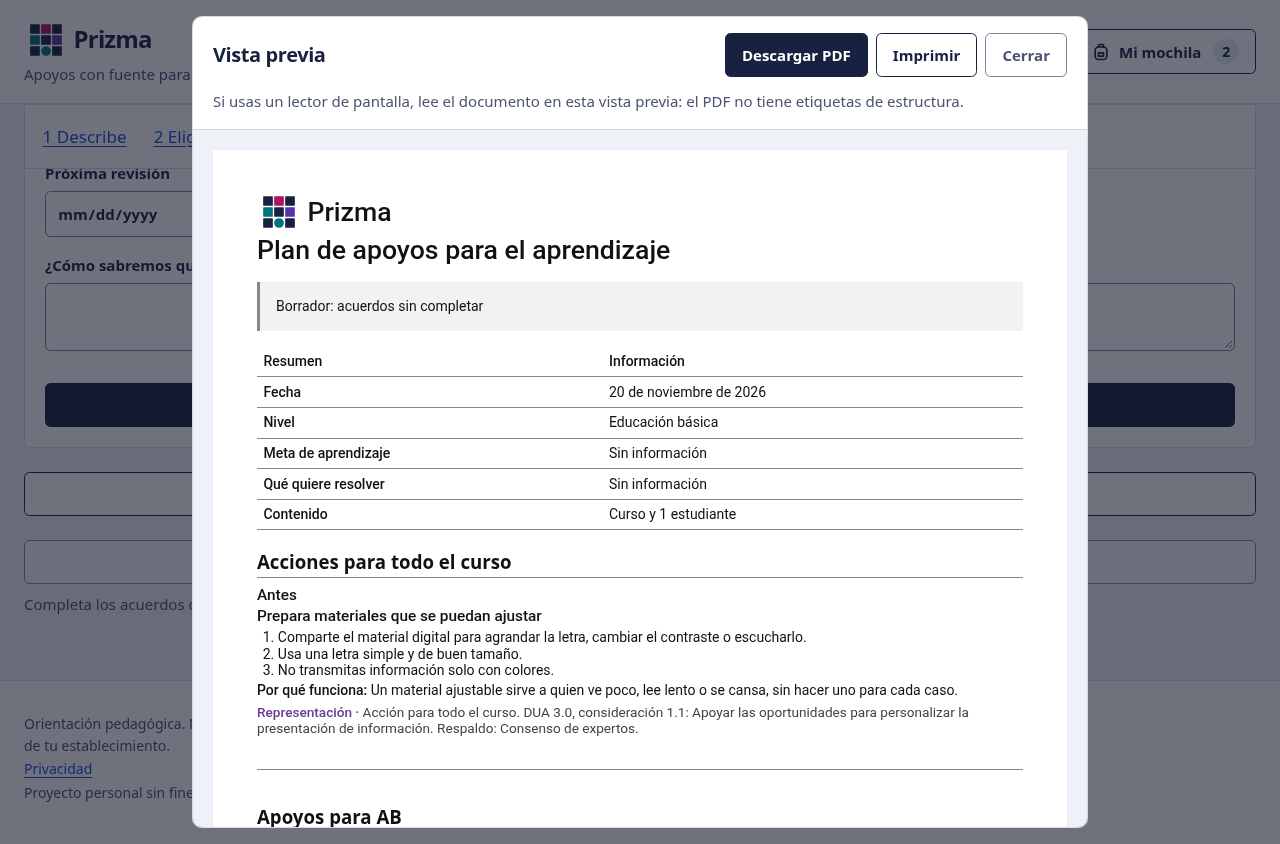 Prizma
Apoyos con fuente para
Mi mochila 2
1 Describe 2 Elig
Próxima revisión
mm/dd/yyyy
¿Cómo sabremos qu
Completa los acuerdos
Orientación pedagógica.
de tu establecimiento.
Privacidad
Proyecto personal sin fine
Vista previa
Descargar PDF
Imprimir
Cerrar
Si usas un lector de pantalla, lee el documento en esta vista previa: el PDF no tiene etiquetas de estructura.
Prizma
Plan de apoyos para el aprendizaje
Borrador: acuerdos sin completar
Resumen Información
Fecha 20 de noviembre de 2026
Nivel Educación básica
Meta de aprendizaje Sin información
Qué quiere resolver Sin información
Contenido Curso y 1 estudiante
Acciones para todo el curso
Antes
Prepara materiales que se puedan ajustar
1. Comparte el material digital para agrandar la letra, cambiar el contraste o escucharlo.
2. Usa una letra simple y de buen tamaño.
3. No transmitas información solo con colores.
Por qué funciona: Un material ajustable sirve a quien ve poco, lee lento o se cansa, sin hacer uno para cada caso.
Representación · Acción para todo el curso. DUA 3.0, consideración 1.1: Apoyar las oportunidades para personalizar la
presentación de información. Respaldo: Consenso de expertos.
Apoyos para AB